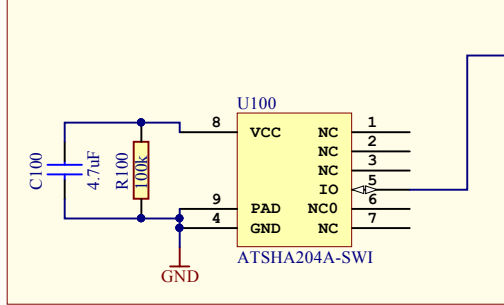 U100
8 VCC NC 1
NC 2
NC 3
IO 5
9 PAD NC0 6
4 GND NC 7
ATSHA204A-SWI
C100
4.7uF
R100
100k
GND